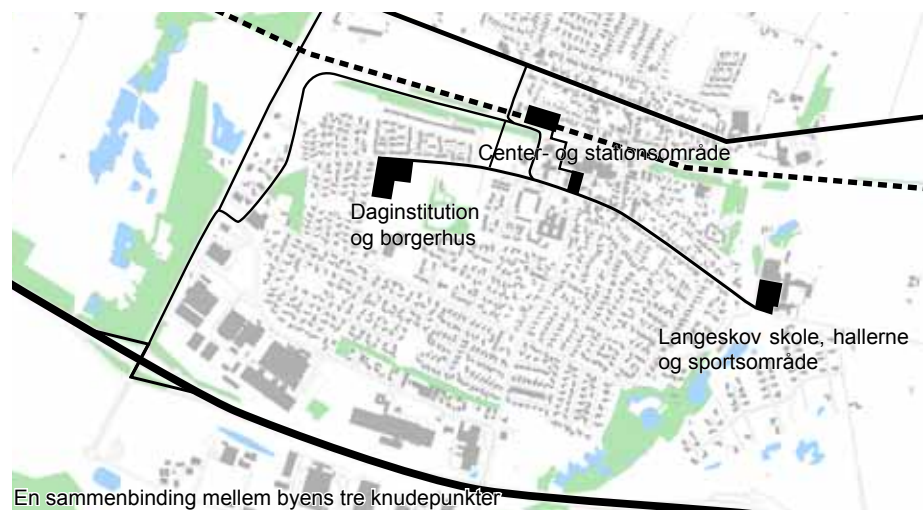 Center- og stationsområde
Daginstitution
og borgerhus
Langeskov skole, hallerne
og sportsområde
En sammenbinding mellem byens tre knudepunkter